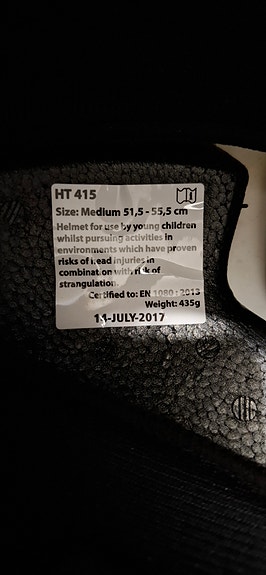 HT 415
Size: Medium 51,5 - 55,5 cm
Helmet for use by young children
whilst pursuing activities in
environments which have proven
risks of head injuries in
combination with risk of
strangulation.
Certified to: EN 1080 : 2013
Weight: 435g
14-JULY-2017